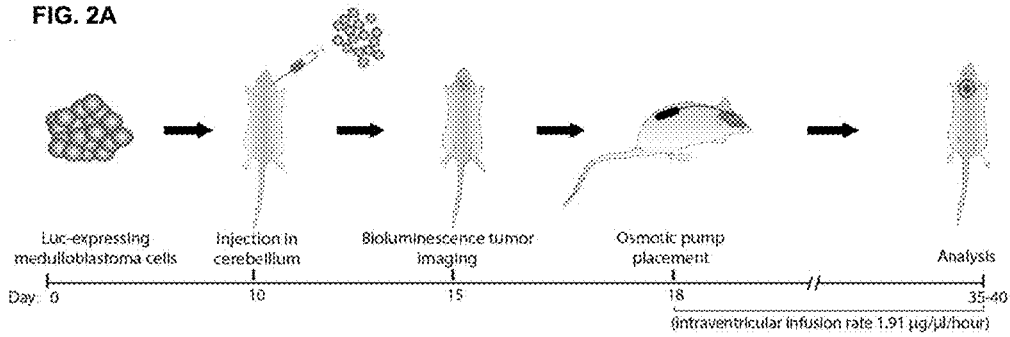 FIG. 2A
Luc-expressing
medulloblastoma cells
Injection in
cerebellium
Bioluminescence tumor
imaging
Osmotic pump
placement
Analysis
Day: 0 10 15 18 35-40
(intraventricular infusion rate 1.91 µg/µl/hour)